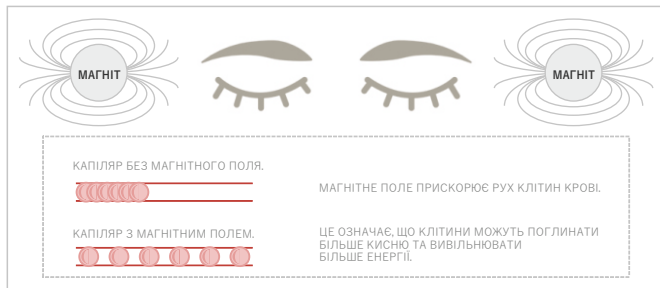 МАГНІТ
МАГНІТ
КАПІЛЯР БЕЗ МАГНІТНОГО ПОЛЯ.
МАГНІТНЕ ПОЛЕ ПРИСКОРЮЄ РУХ КЛІТИН КРОВІ.
КАПІЛЯР З МАГНІТНИМ ПОЛЕМ.
ЦЕ ОЗНАЧАЄ, ЩО КЛІТИНИ МОЖУТЬ ПОГЛИНАТИ
БІЛЬШЕ КИСНЮ ТА ВИВІЛЬНЮВАТИ
БІЛЬШЕ ЕНЕРГІЇ.